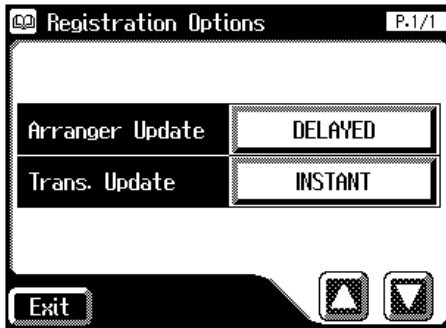 Registration Options P.1/1
Arranger Update DELAYED
Trans. Update INSTANT
Exit